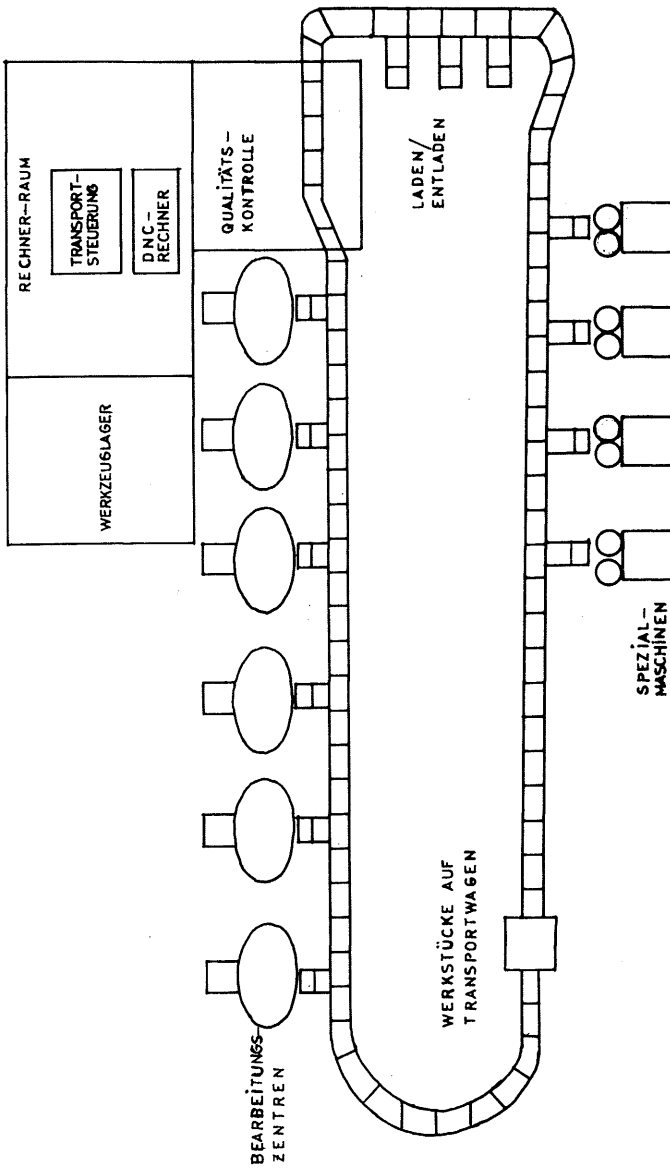 RECHNER-RAUM
TRANSPORT-
STEUERUNG
DNC-
RECHNER
WERKZEUGLAGER
QUALITÄTS-
KONTROLLE
LADEN/
ENTLADEN
BEARBEITUNGS-
ZENTREN
WERKSTÜCKE AUF
TRANSPORTWAGEN
SPEZIAL-
MASCHINEN